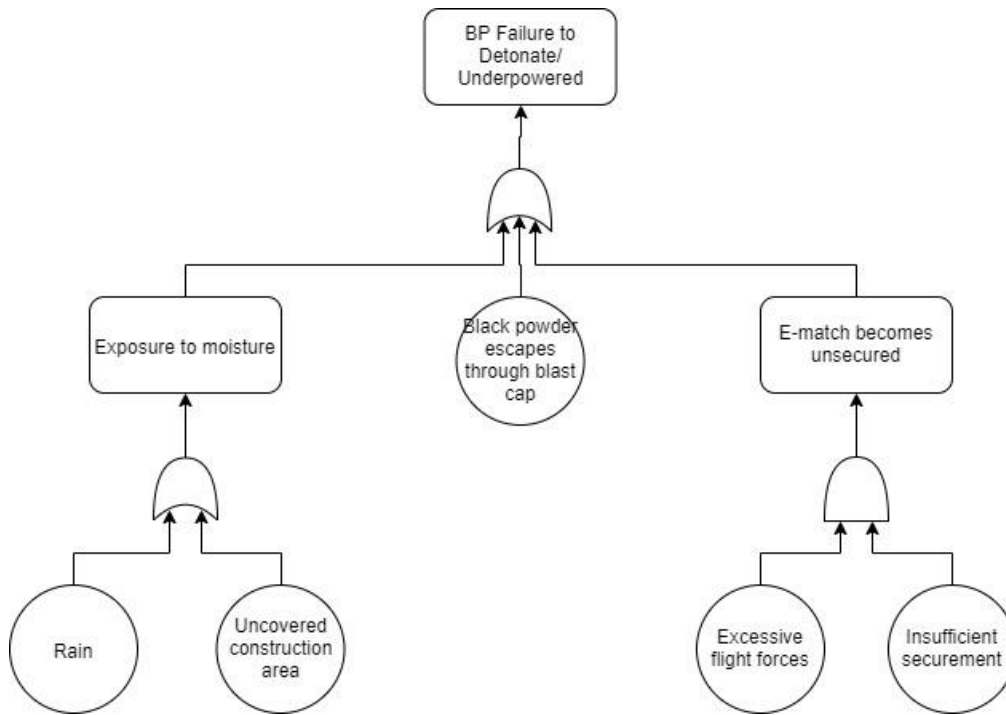 BP Failure to
Detonate/
Underpowered
Exposure to moisture
Black powder
escapes
through blast
cap
E-match becomes
unsecured
Rain
Uncovered
construction
area
Excessive
flight forces
Insufficient
securement